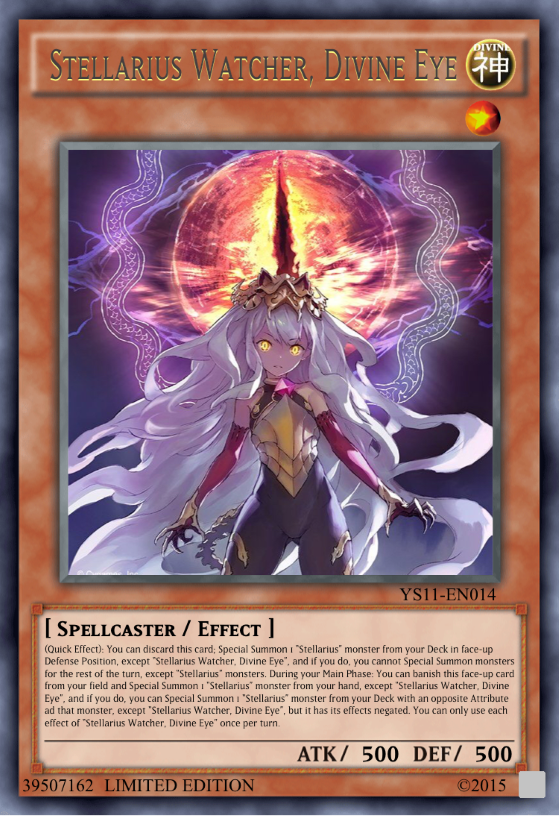 STELLARIUS WATCHER, DIVINE EYE
DIVINE
神
YS11-EN014
[ SPELLCASTER / EFFECT ]
(Quick Effect): You can discard this card; Special Summon 1 "Stellarius" monster from your Deck in face-up
Defense Position, except "Stellarius Watcher, Divine Eye", and if you do, you cannot Special Summon monsters
for the rest of the turn, except "Stellarius" monsters. During your Main Phase: You can banish this face-up card
from your field and Special Summon 1 "Stellarius" monster from your hand, except "Stellarius Watcher, Divine
Eye", and if you do, you can Special Summon 1 "Stellarius" monster from your Deck with an opposite Attribute
ad that monster, except "Stellarius Watcher, Divine Eye", but it has its effects negated. You can only use each
effect of "Stellarius Watcher, Divine Eye" once per turn.
ATK/ 500 DEF/ 500
39507162 LIMITED EDITION ©2015